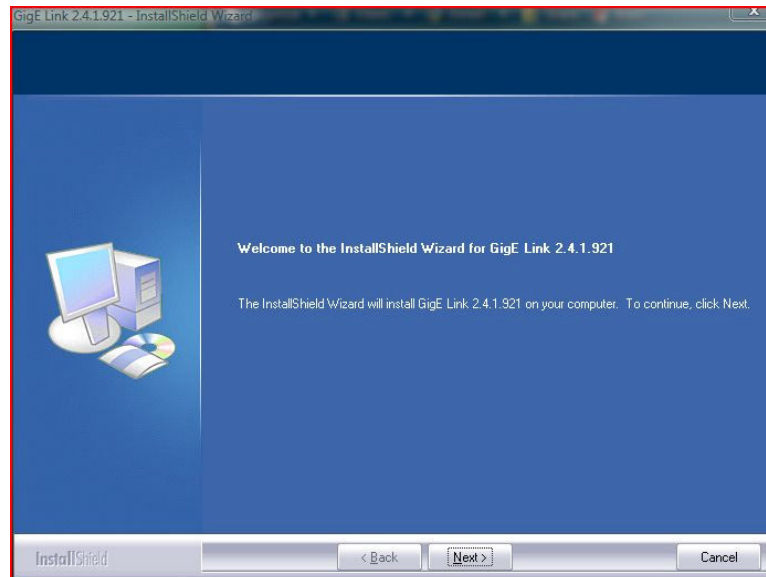 GigE Link 2.4.1.921 - InstallShield Wizard
Welcome to the InstallShield Wizard for GigE Link 2.4.1.921
The InstallShield Wizard will install GigE Link 2.4.1.921 on your computer. To continue, click Next.
InstallShield
< Back
Next >
Cancel